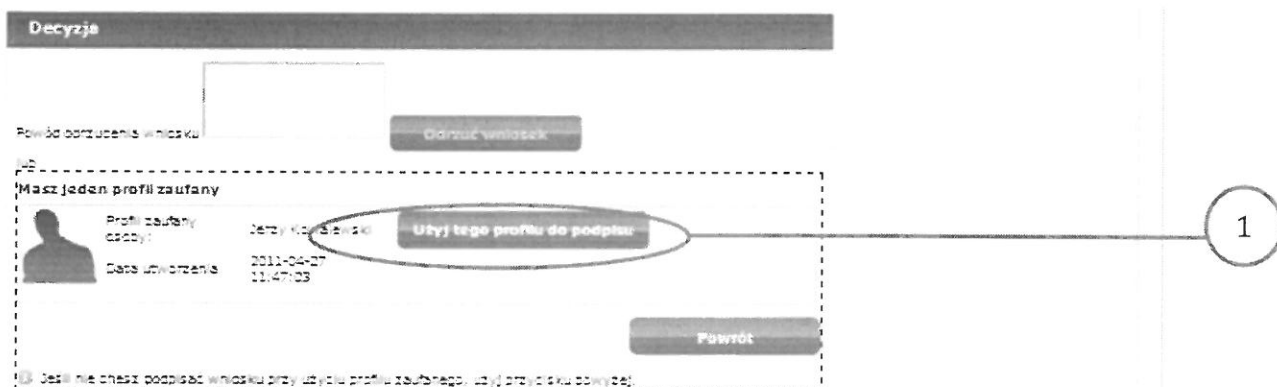 Decyzja
Powód odrzucenia wniosku
Odrzuć wniosek
lub
Masz jeden profil zaufany
Profil zaufany osoby:
Jerzy Kowalewski
Użyj tego profilu do podpisu
1
Data utworzenia
2011-04-27
11:47:03
Powrót
Jeśli nie chesz podpisać wniosku przy użyciu profilu zaufanego, użyj przycisku powyżej.